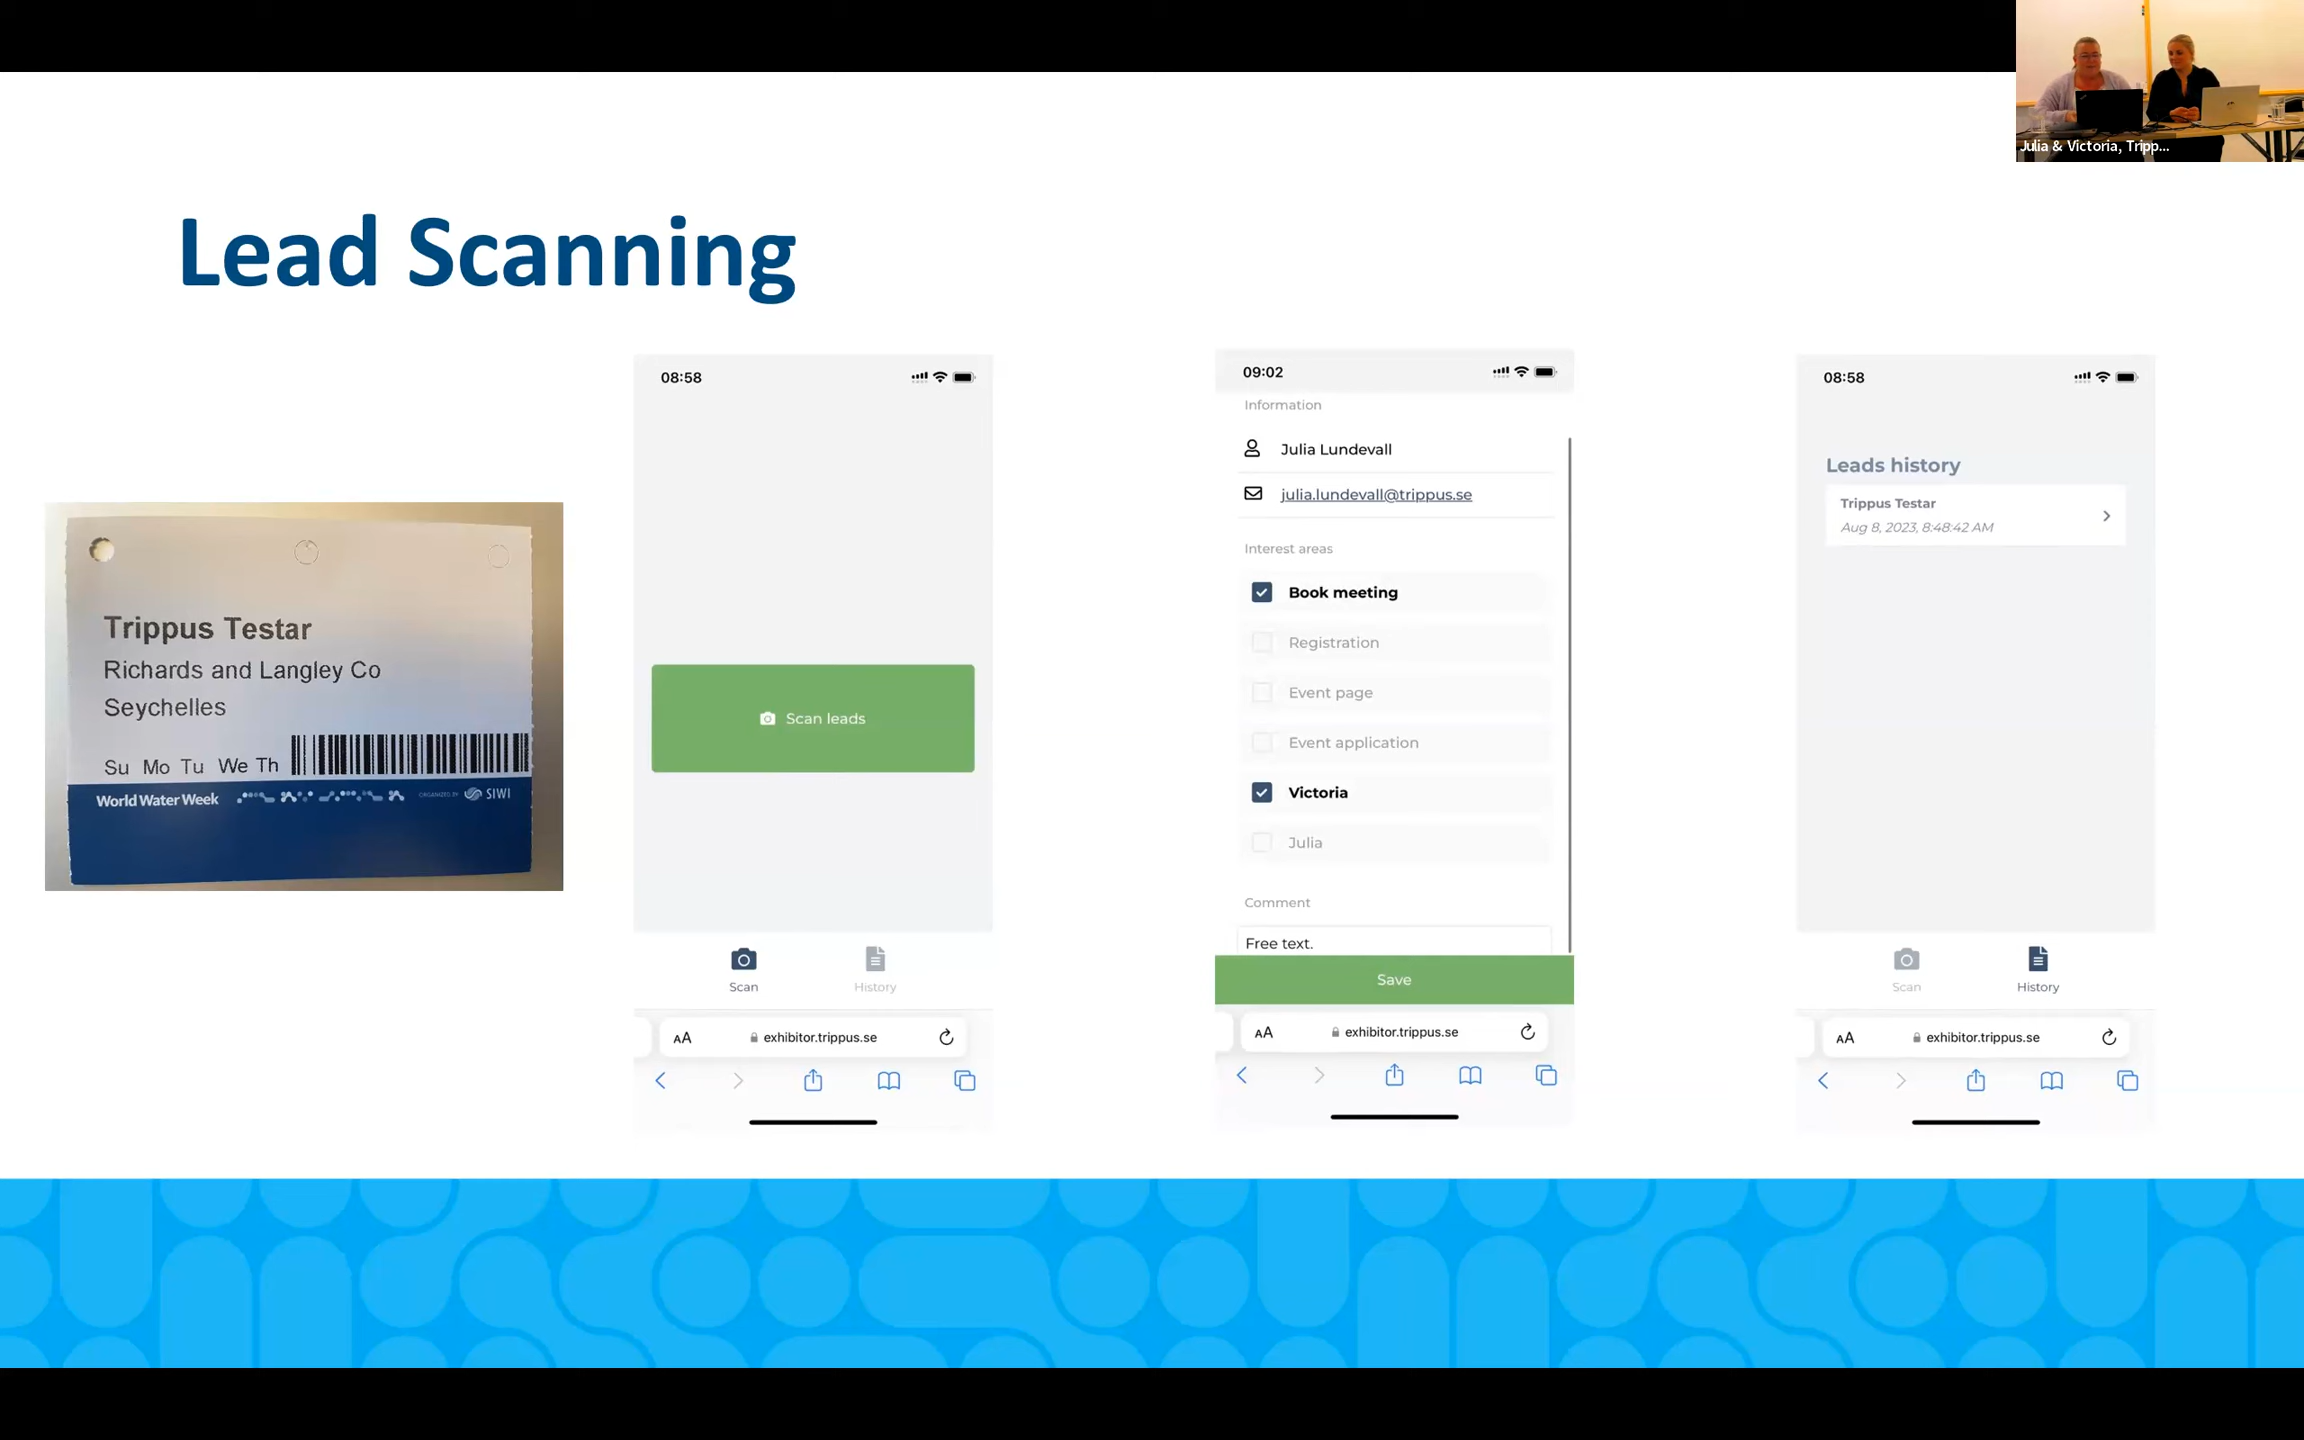 Julia & Victoria, Tripp...
Lead Scanning
Trippus Testar
Richards and Langley Co
Seychelles
Su Mo Tu We Th
World Water Week
ORGANIZED BY SIWI
08:58
Scan leads
Scan
History
AA
exhibitor.trippus.se
09:02
Information
Julia Lundevall
julia.lundevall@trippus.se
Interest areas
Book meeting
Registration
Event page
Event application
Victoria
Julia
Comment
Free text.
Save
AA
exhibitor.trippus.se
08:58
Leads history
Trippus Testar
Aug 8, 2023, 8:48:42 AM
Scan
History
AA
exhibitor.trippus.se